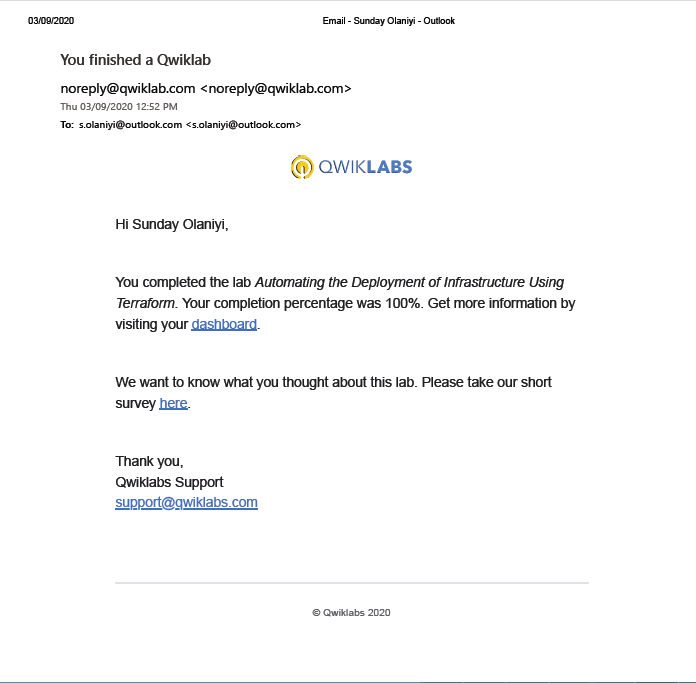 03/09/2020 Email - Sunday Olaniyi - Outlook
You finished a Qwiklab
noreply@qwiklab.com <noreply@qwiklab.com>
Thu 03/09/2020 12:52 PM
To: s.olaniyi@outlook.com <s.olaniyi@outlook.com>
QWIKLABS
Hi Sunday Olaniyi,
You completed the lab Automating the Deployment of Infrastructure Using
Terraform. Your completion percentage was 100%. Get more information by
visiting your dashboard.
We want to know what you thought about this lab. Please take our short
survey here.
Thank you,
Qwiklabs Support
support@qwiklabs.com
© Qwiklabs 2020